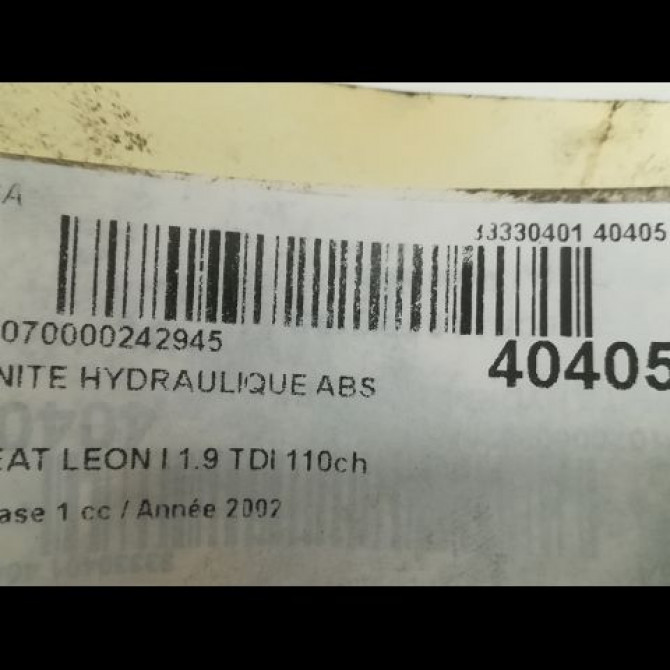 A
33330401 40405
070000242945
40405
NITE HYDRAULIQUE ABS
EAT LEON I 1.9 TDI 110ch
ase 1 cc / Année 2002